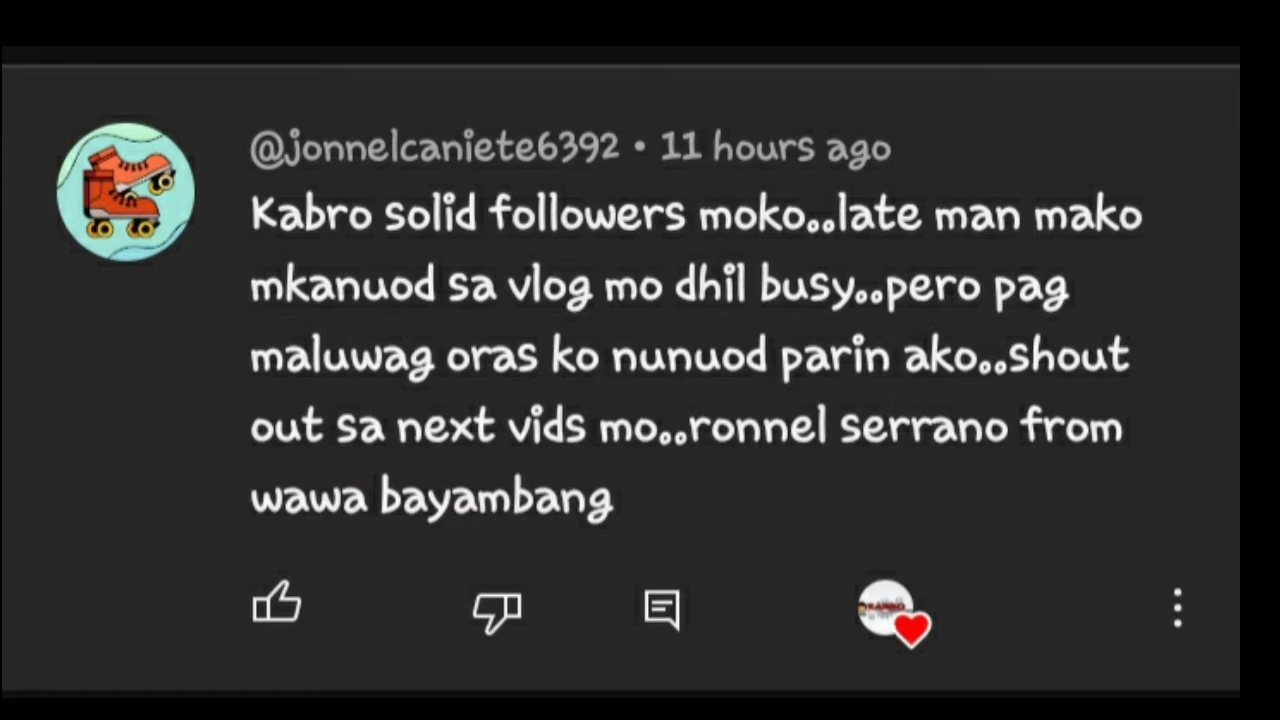 @jonnelcaniete6392 • 11 hours ago
Kabro solid followers moko..late man mako
mkanuod sa vlog mo dhil busy..pero pag
maluwag oras ko nunuod parin ako..shout
out sa next vids mo..ronnel serrano from
wawa bayambang